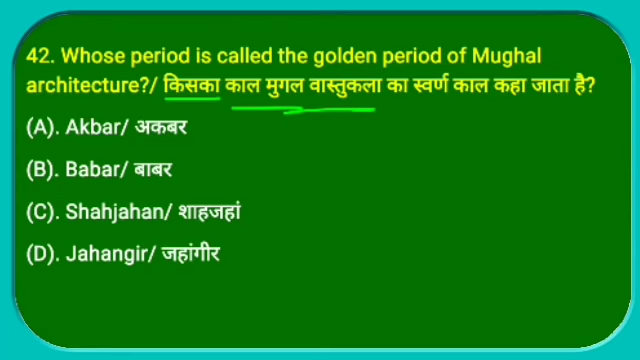 42. Whose period is called the golden period of Mughal
architecture?/ किसका काल मुगल वास्तुकला का स्वर्ण काल कहा जाता है?
(A). Akbar/ अकबर
(B). Babar/ बाबर
(C). Shahjahan/ शाहजहां
(D). Jahangir/ जहांगीर